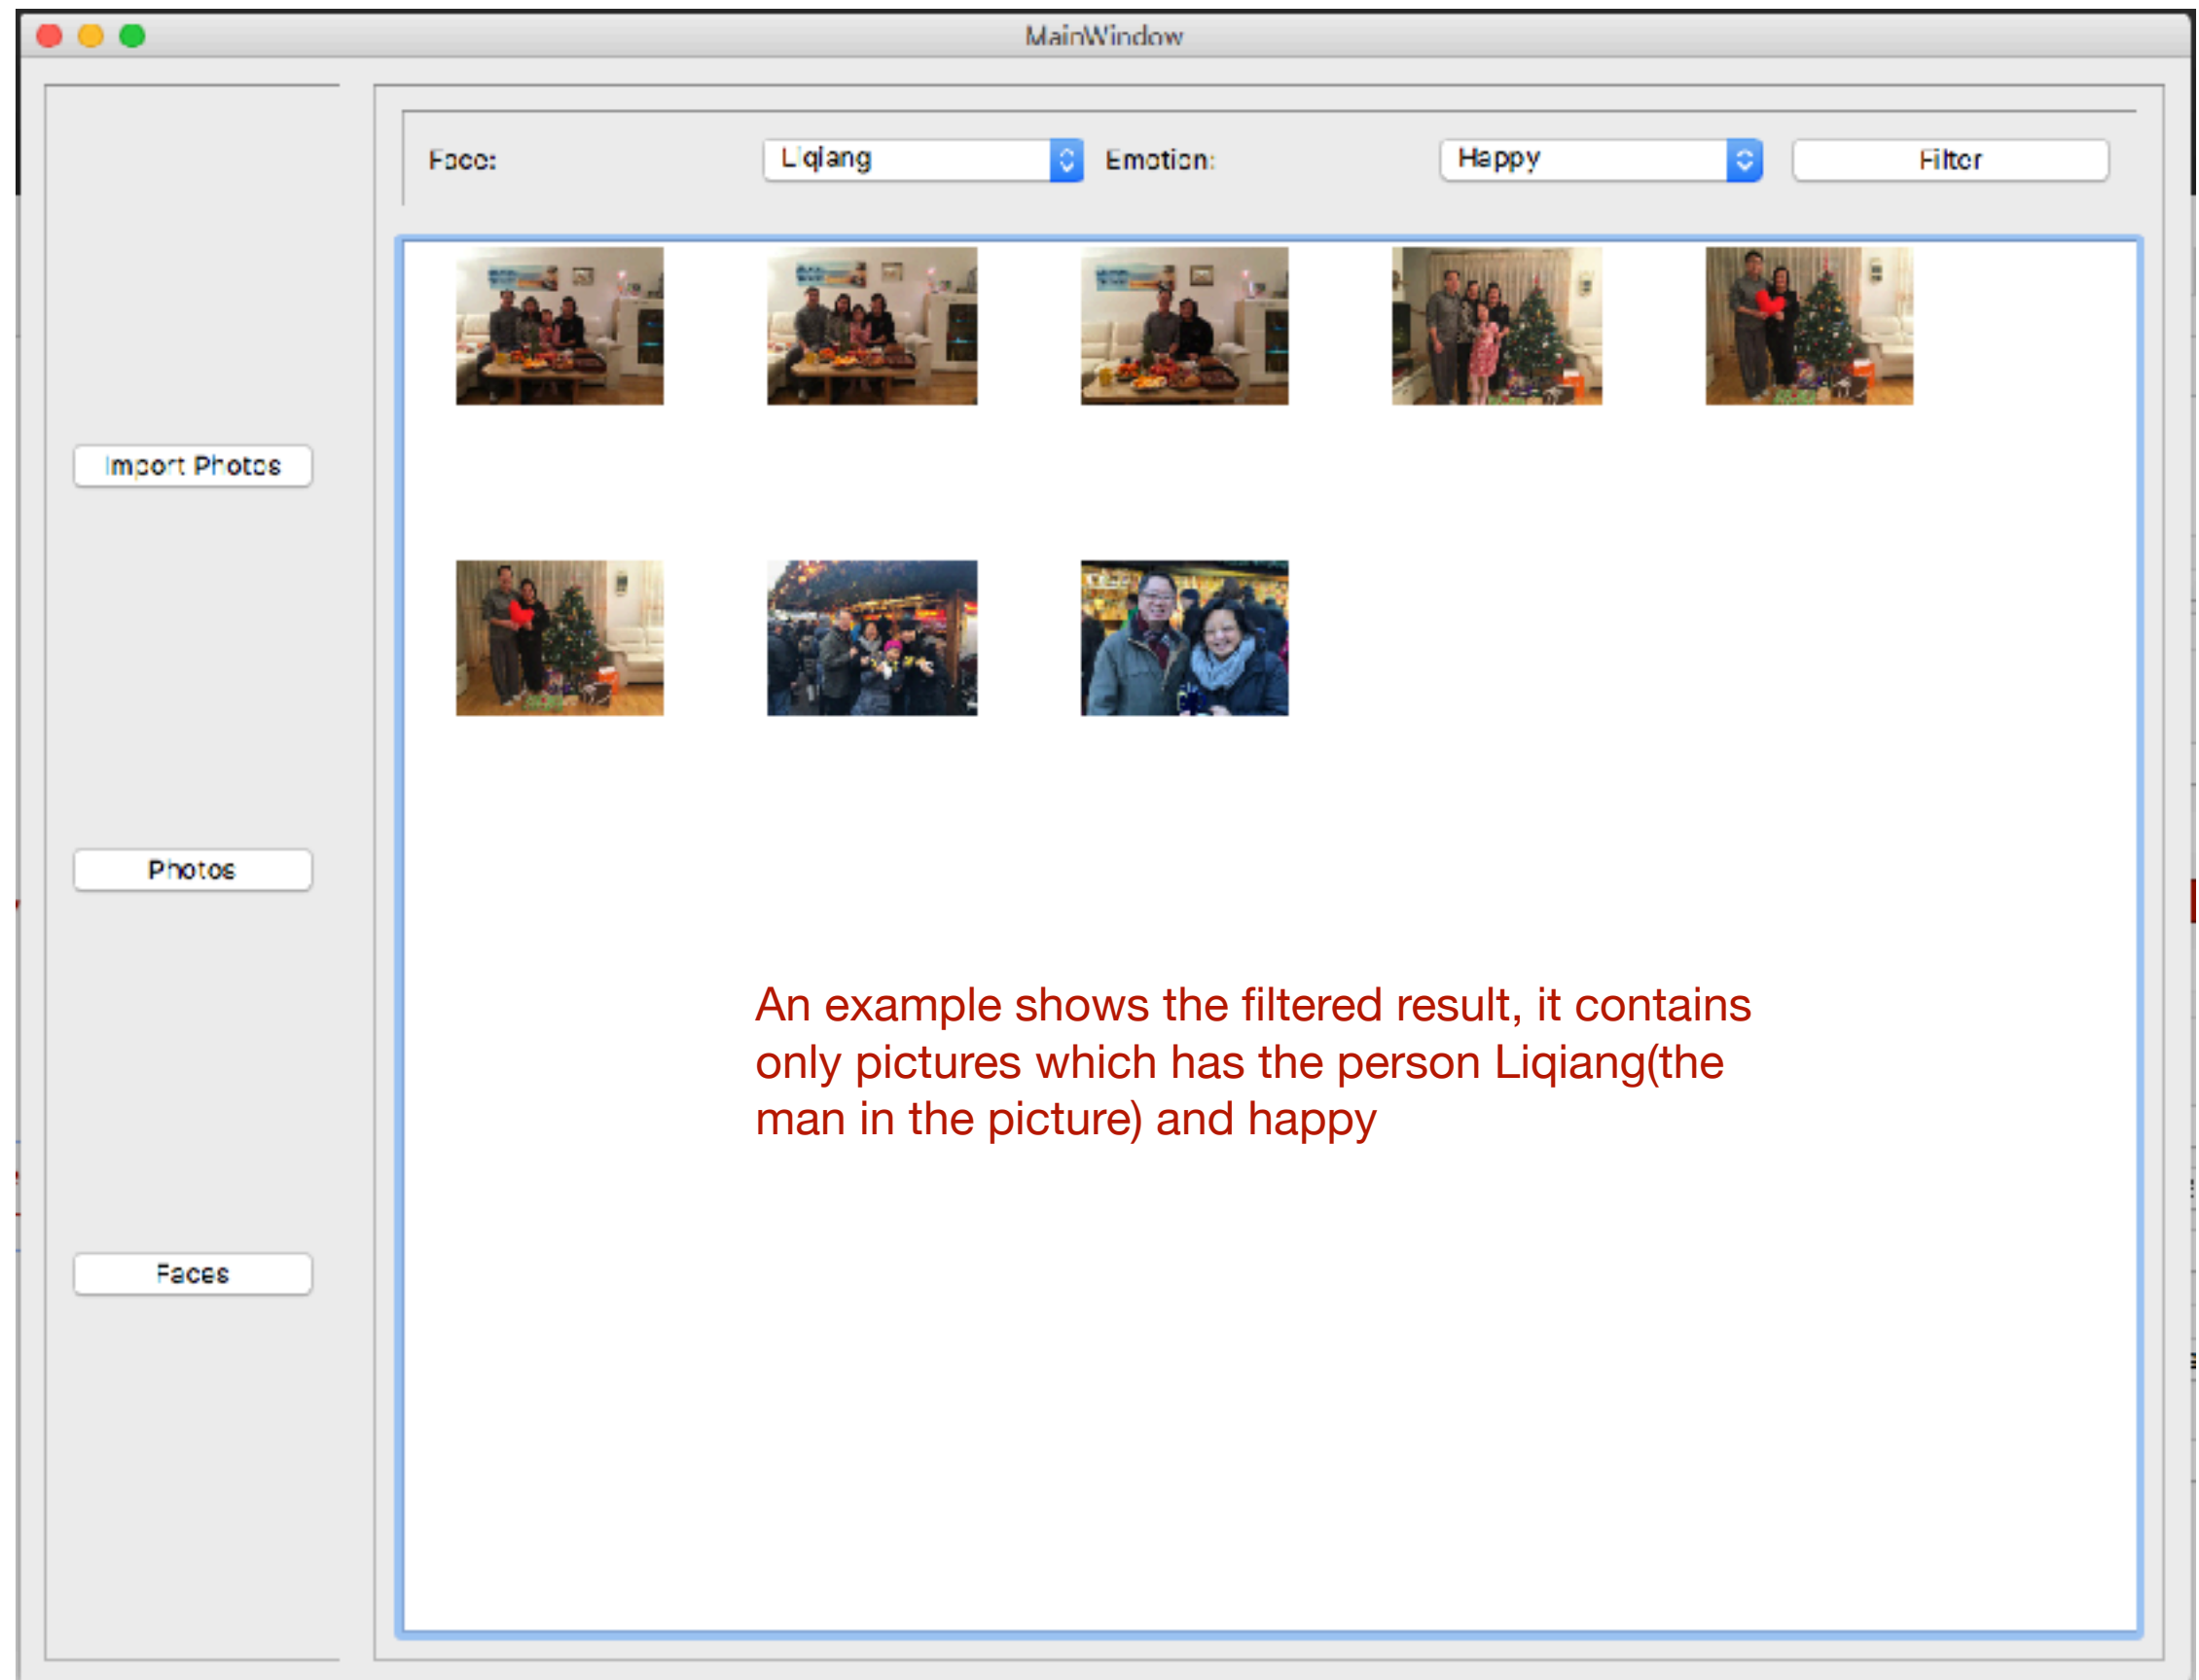 MainWindow
Face:
Liqiang
Emotion:
Happy
Filter
Import Photos
Photos
Faces
An example shows the filtered result, it contains
only pictures which has the person Liqiang(the
man in the picture) and happy